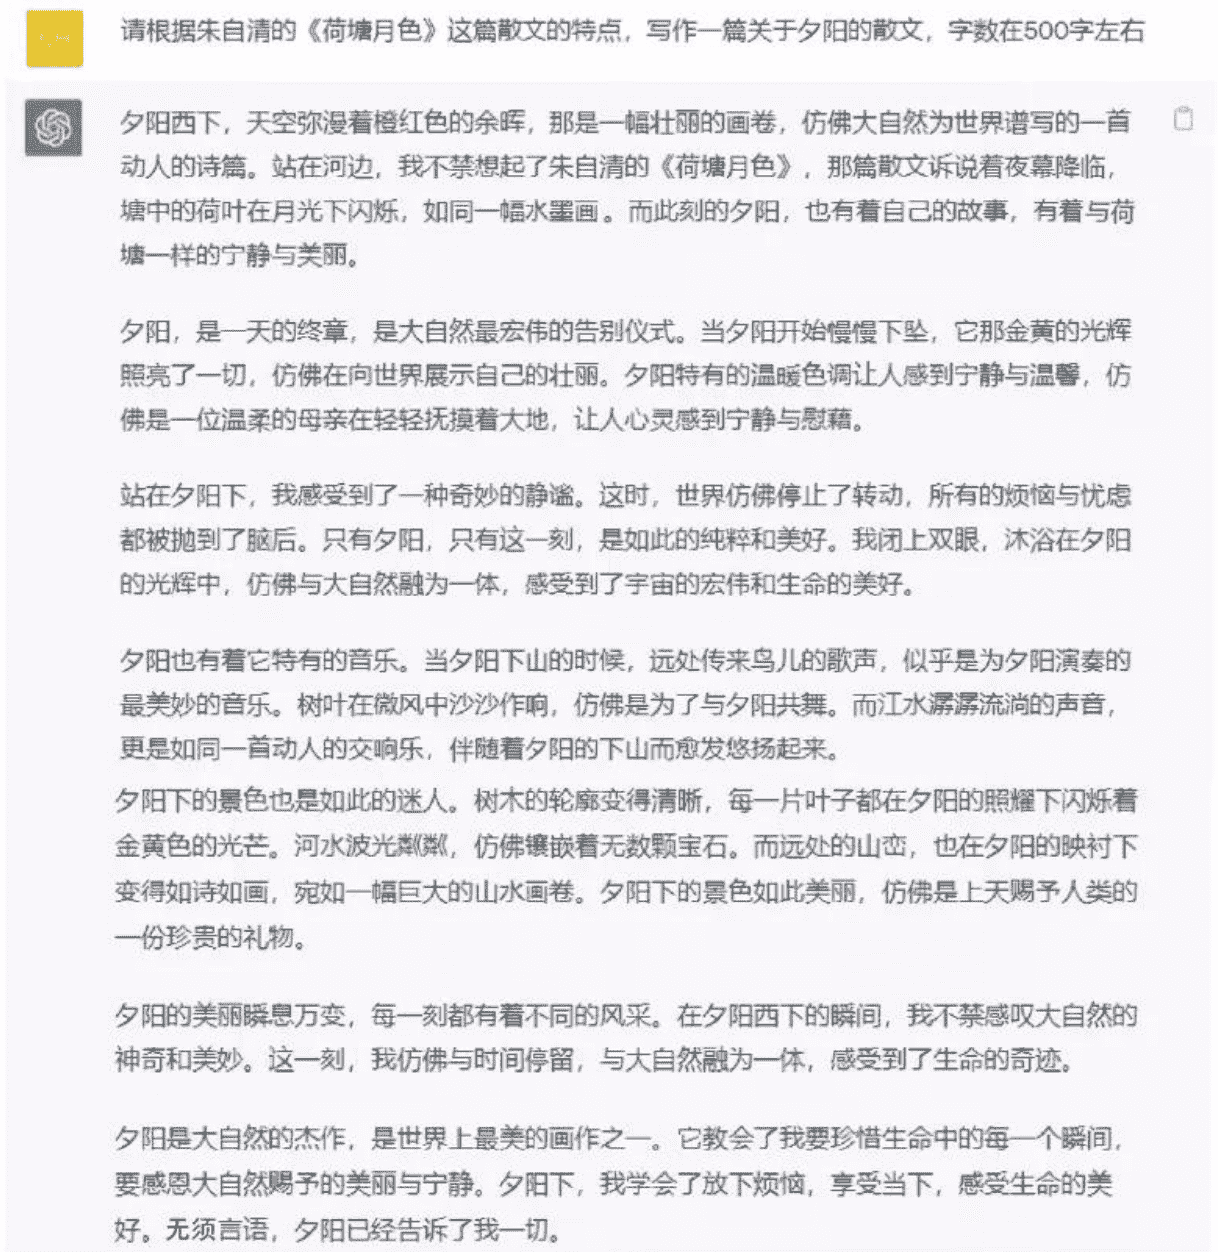 请根据朱自清的《荷塘月色》这篇散文的特点，写作一篇关于夕阳的散文，字数在500字左右
夕阳西下，天空弥漫着橙红色的余晖，那是一幅壮丽的画卷，仿佛大自然为世界谱写的一首
动人的诗篇。站在河边，我不禁想起了朱自清的《荷塘月色》，那篇散文诉说着夜幕降临，
塘中的荷叶在月光下闪烁，如同一幅水墨画。而此刻的夕阳，也有着自己的故事，有着与荷
塘一样的宁静与美丽。
夕阳，是一天的终章，是大自然最宏伟的告别仪式。当夕阳开始慢慢下坠，它那金黄的光辉
照亮了一切，仿佛在向世界展示自己的壮丽。夕阳特有的温暖色调让人感到宁静与温馨，仿
佛是一位温柔的母亲在轻轻抚摸着大地，让人心灵感到宁静与慰藉。
站在夕阳下，我感受到了一种奇妙的静谧。这时，世界仿佛停止了转动，所有的烦恼与忧虑
都被抛到了脑后。只有夕阳，只有这一刻，是如此的纯粹和美好。我闭上双眼，沐浴在夕阳
的光辉中，仿佛与大自然融为一体，感受到了宇宙的宏伟和生命的美好。
夕阳也有着它特有的音乐。当夕阳下山的时候，远处传来鸟儿的歌声，似乎是为夕阳演奏的
最美妙的音乐。树叶在微风中沙沙作响，仿佛是为了与夕阳共舞。而江水潺潺流淌的声音，
更是如同一首动人的交响乐，伴随着夕阳的下山而愈发悠扬起来。
夕阳下的景色也是如此的迷人。树木的轮廓变得清晰，每一片叶子都在夕阳的照耀下闪烁着
金黄色的光芒。河水波光粼粼，仿佛镶嵌着无数颗宝石。而远处的山峦，也在夕阳的映衬下
变得如诗如画，宛如一幅巨大的山水画卷。夕阳下的景色如此美丽，仿佛是上天赐予人类的
一份珍贵的礼物。
夕阳的美丽瞬息万变，每一刻都有着不同的风采。在夕阳西下的瞬间，我不禁感叹大自然的
神奇和美妙。这一刻，我仿佛与时间停留，与大自然融为一体，感受到了生命的奇迹。
夕阳是大自然的杰作，是世界上最美的画作之一。它教会了我要珍惜生命中的每一个瞬间，
要感恩大自然赐予的美丽与宁静。夕阳下，我学会了放下烦恼，享受当下，感受生命的美
好。无须言语，夕阳已经告诉了我一切。